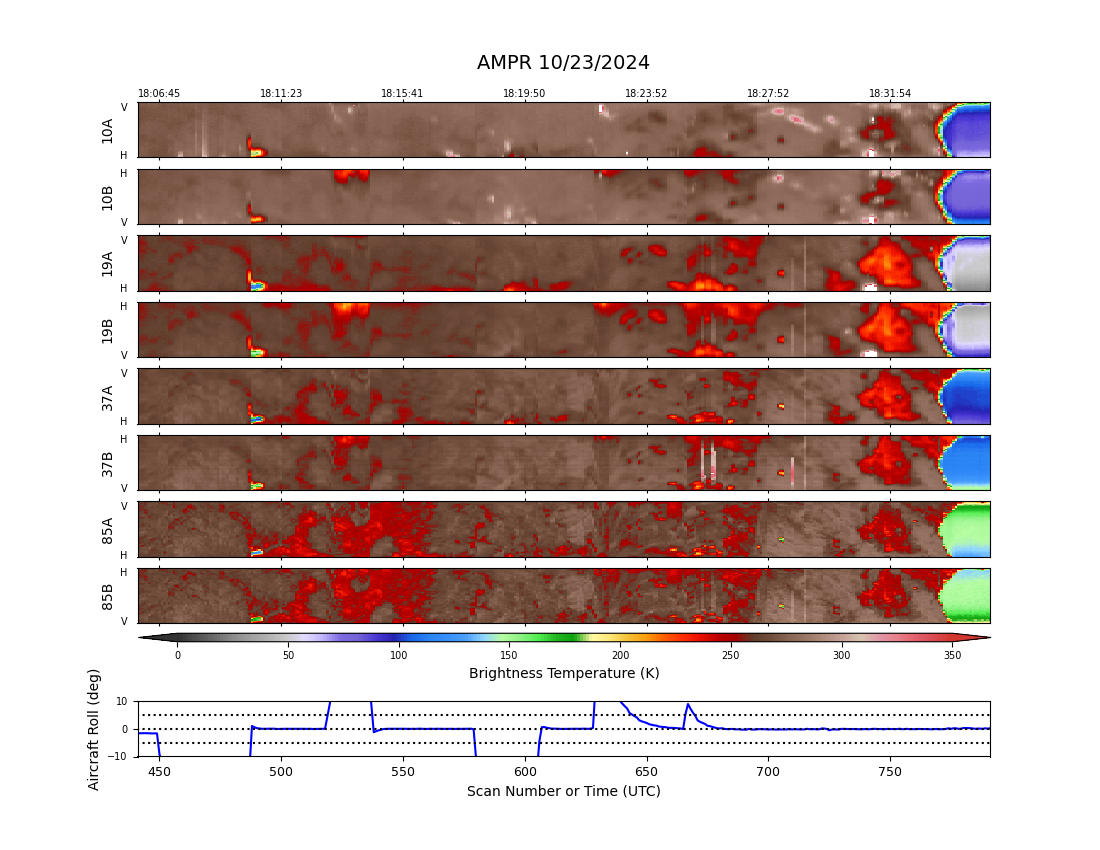 AMPR 10/23/2024
18:06:45 18:11:23 18:15:41 18:19:50 18:23:52 18:27:52 18:31:54
V
10A
H
H
10B
V
V
19A
H
H
19B
V
V
37A
H
H
37B
V
V
85A
H
H
85B
V
0 50 100 150 200 250 300 350
Brightness Temperature (K)
Aircraft Roll (deg)
10
0
−10
450 500 550 600 650 700 750
Scan Number or Time (UTC)